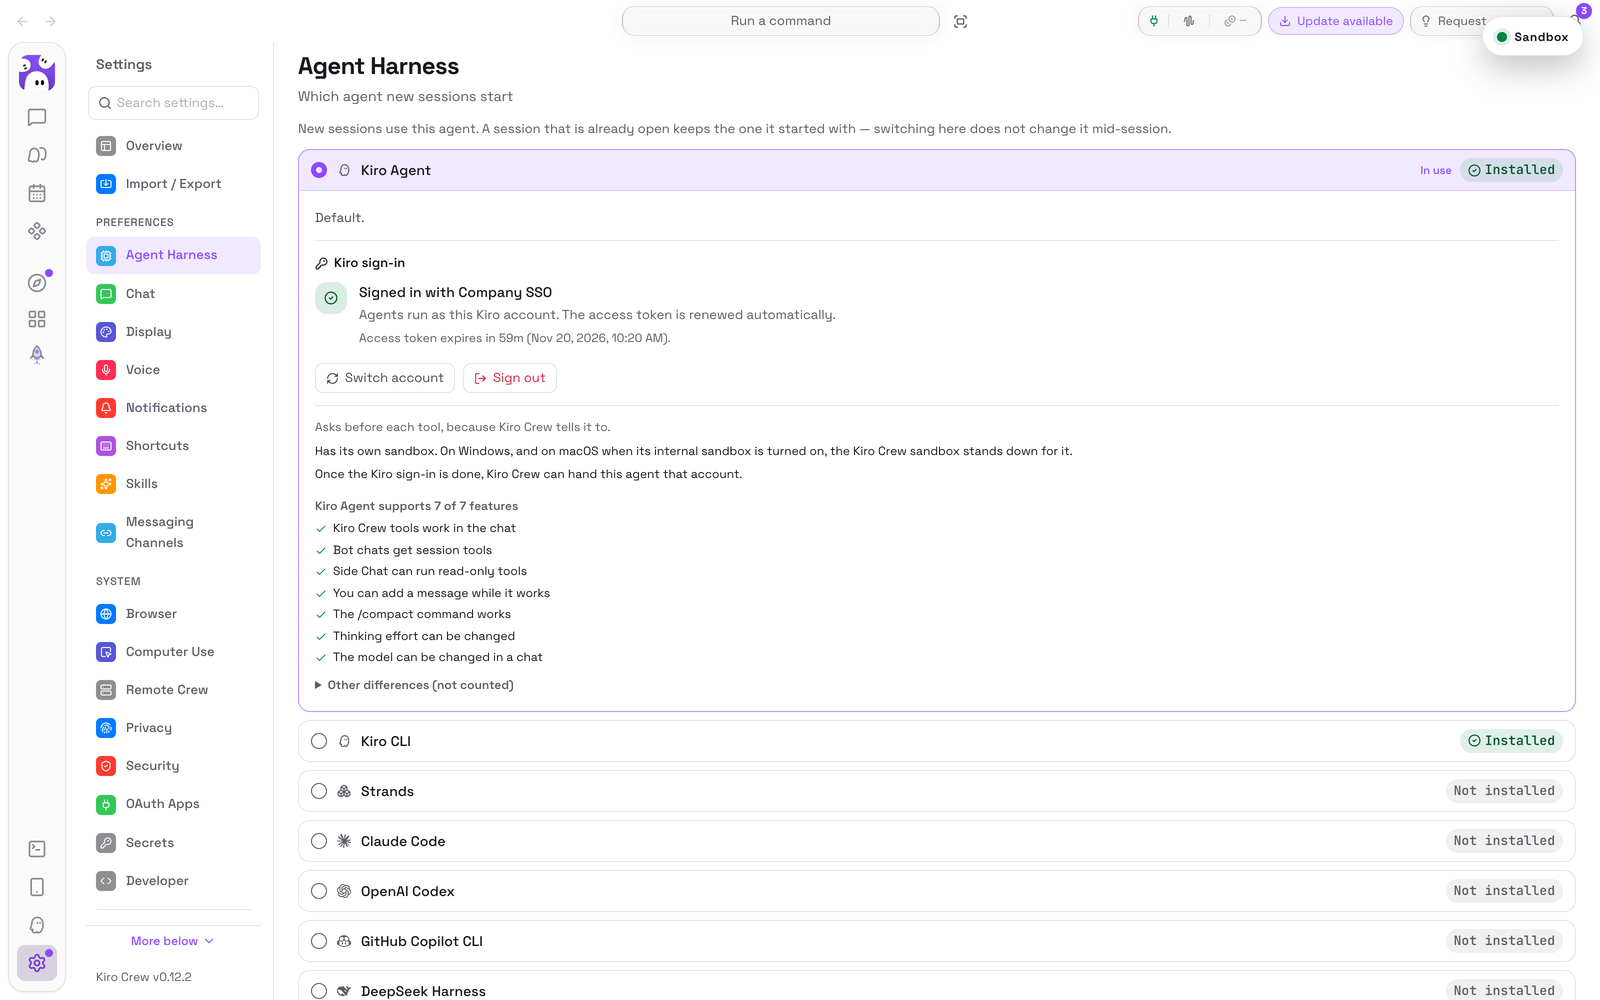 Run a command
Update available
Request
3
Sandbox
Settings
Search settings...
Overview
Import / Export
PREFERENCES
Agent Harness
Chat
Display
Voice
Notifications
Shortcuts
Skills
Messaging
Channels
SYSTEM
Browser
Computer Use
Remote Crew
Privacy
Security
OAuth Apps
Secrets
Developer
More below
Kiro Crew v0.12.2
Agent Harness
Which agent new sessions start
New sessions use this agent. A session that is already open keeps the one it started with — switching here does not change it mid-session.
Kiro Agent
In use
Installed
Default.
Kiro sign-in
Signed in with Company SSO
Agents run as this Kiro account. The access token is renewed automatically.
Access token expires in 59m (Nov 20, 2026, 10:20 AM).
Switch account
Sign out
Asks before each tool, because Kiro Crew tells it to.
Has its own sandbox. On Windows, and on macOS when its internal sandbox is turned on, the Kiro Crew sandbox stands down for it.
Once the Kiro sign-in is done, Kiro Crew can hand this agent that account.
Kiro Agent supports 7 of 7 features
Kiro Crew tools work in the chat
Bot chats get session tools
Side Chat can run read-only tools
You can add a message while it works
The /compact command works
Thinking effort can be changed
The model can be changed in a chat
Other differences (not counted)
Kiro CLI
Installed
Strands
Not installed
Claude Code
Not installed
OpenAI Codex
Not installed
GitHub Copilot CLI
Not installed
DeepSeek Harness
Not installed